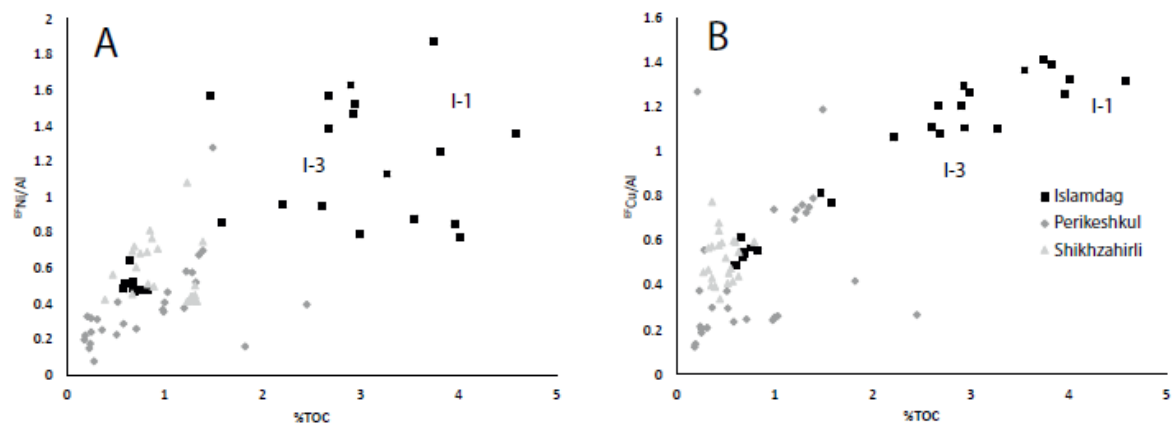 A
2
1.8
1.6
1.4
1.2
1
0.8
0.6
0.4
0.2
0
EFNi/Al
I-1
I-3
0 1 2 3 4 5
%TOC
B
1.6
1.4
1.2
1
0.8
0.6
0.4
0.2
0
EFCu/Al
I-1
I-3
Islamdag
Perikeshkul
Shikhzahirli
0 1 2 3 4 5
%TOC